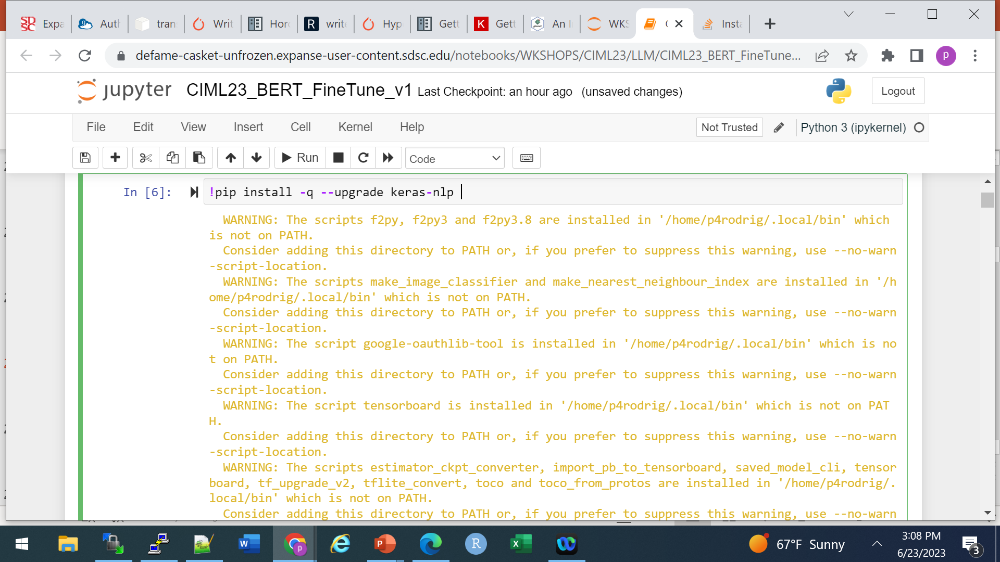 Expa
Auth
tran
Writ
Horo
R
write
Hyp
Gett
K
Gett
An I
WKS
Insta
defame-casket-unfrozen.expanse-user-content.sdsc.edu/notebooks/WKSHOPS/CIML23/LLM/CIML23_BERT_FineTune...
p
jupyter CIML23_BERT_FineTune_v1 Last Checkpoint: an hour ago (unsaved changes)
Logout
File Edit View Insert Cell Kernel Help
Not Trusted
Python 3 (ipykernel)
Run
Code
In [6]:
!pip install -q --upgrade keras-nlp
WARNING: The scripts f2py, f2py3 and f2py3.8 are installed in '/home/p4rodrig/.local/bin' which
is not on PATH.
Consider adding this directory to PATH or, if you prefer to suppress this warning, use --no-warn
-script-location.
WARNING: The scripts make_image_classifier and make_nearest_neighbour_index are installed in '/h
ome/p4rodrig/.local/bin' which is not on PATH.
Consider adding this directory to PATH or, if you prefer to suppress this warning, use --no-warn
-script-location.
WARNING: The script google-oauthlib-tool is installed in '/home/p4rodrig/.local/bin' which is no
t on PATH.
Consider adding this directory to PATH or, if you prefer to suppress this warning, use --no-warn
-script-location.
WARNING: The script tensorboard is installed in '/home/p4rodrig/.local/bin' which is not on PAT
H.
Consider adding this directory to PATH or, if you prefer to suppress this warning, use --no-warn
-script-location.
WARNING: The scripts estimator_ckpt_converter, import_pb_to_tensorboard, saved_model_cli, tensor
board, tf_upgrade_v2, tflite_convert, toco and toco_from_protos are installed in '/home/p4rodrig/.
local/bin' which is not on PATH.
Consider adding this directory to PATH or, if you prefer to suppress this warning, use --no-warn
67°F Sunny
3:08 PM
6/23/2023
3